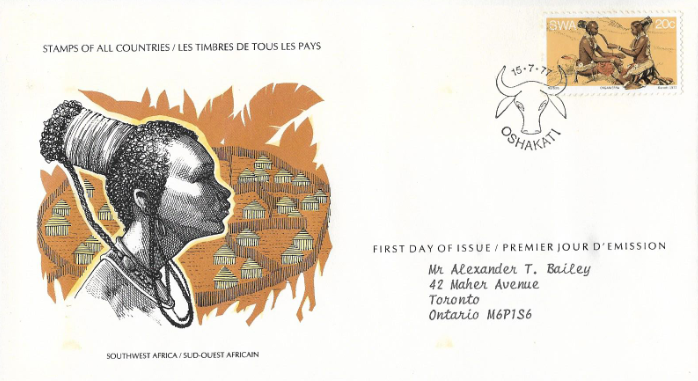 STAMPS OF ALL COUNTRIES / LES TIMBRES DE TOUS LES PAYS
SWA 20c
15·7·77
OSHAKATI
FIRST DAY OF ISSUE / PREMIER JOUR D'EMISSION
Mr Alexander T. Bailey
42 Maher Avenue
Toronto
Ontario M6P1S6
SOUTHWEST AFRICA / SUD-OUEST AFRICAIN